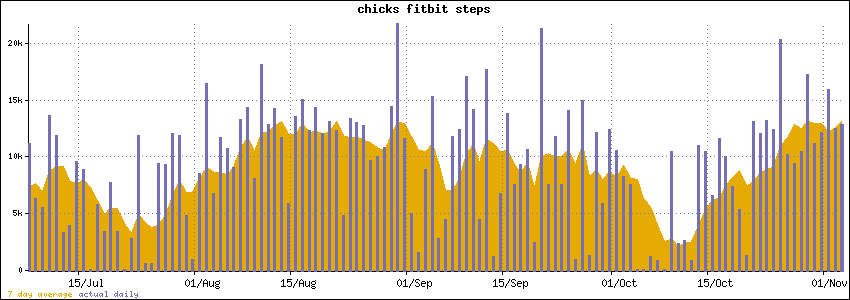 chicks fitbit steps
20k
15k
10k
5k
0
15/Jul 01/Aug 15/Aug 01/Sep 15/Sep 01/Oct 15/Oct 01/Nov
7 day average actual daily